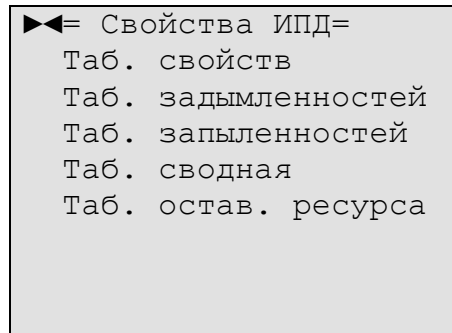 ►◄= Свойства ИПД=
Таб. свойств
Таб. задымленностей
Таб. запыленностей
Таб. сводная
Таб. остав. ресурса